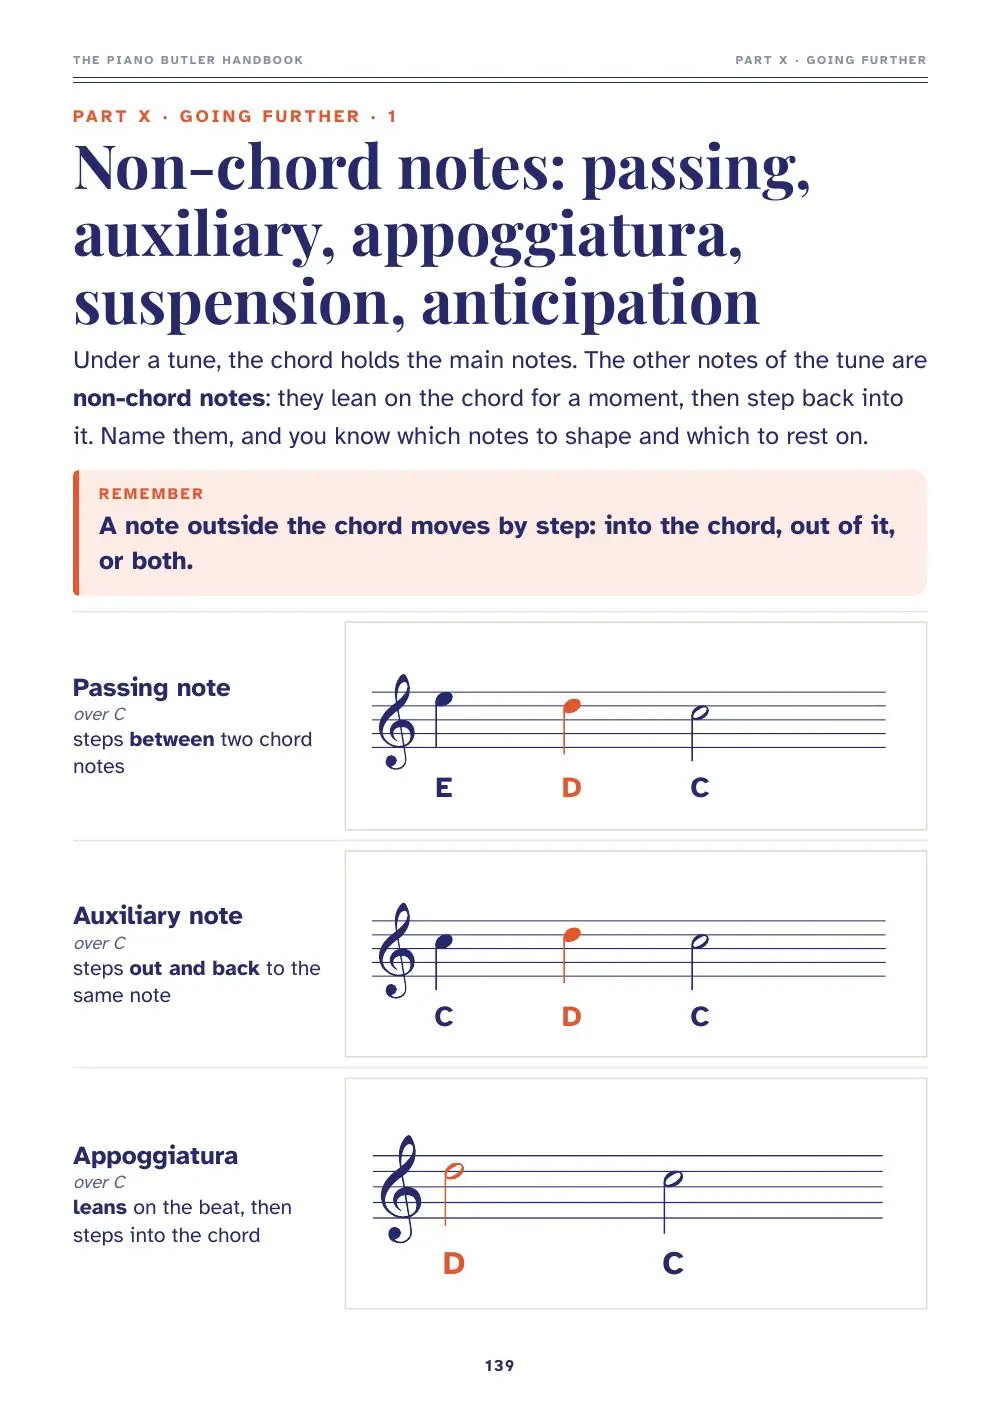 THE PIANO BUTLER HANDBOOK
PART X · GOING FURTHER
PART X · GOING FURTHER · 1
Non-chord notes: passing,
auxiliary, appoggiatura,
suspension, anticipation
Under a tune, the chord holds the main notes. The other notes of the tune are
non-chord notes: they lean on the chord for a moment, then step back into
it. Name them, and you know which notes to shape and which to rest on.
REMEMBER
A note outside the chord moves by step: into the chord, out of it,
or both.
Passing note
over C
steps between two chord
notes
E D C
Auxiliary note
over C
steps out and back to the
same note
C D C
Appoggiatura
over C
leans on the beat, then
steps into the chord
D C
139